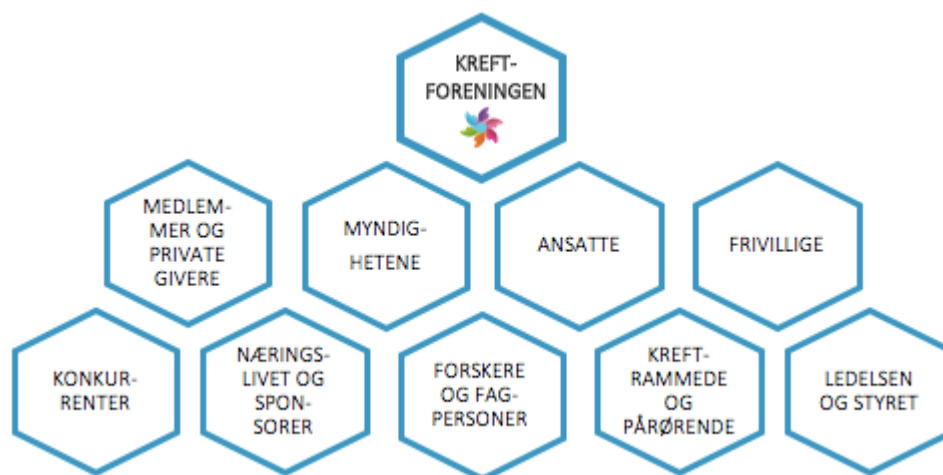 KREFT-
FORENINGEN
MEDLEM-
MER OG
PRIVATE
GIVERE
MYNDIG-
HETENE
ANSATTE
FRIVILLIGE
KONKUR-
RENTER
NÆRINGS-
LIVET OG
SPON-
SORER
FORSKERE
OG FAG-
PERSONER
KREFT-
RAMMEDE
OG
PÅRØRENDE
LEDELSEN
OG STYRET